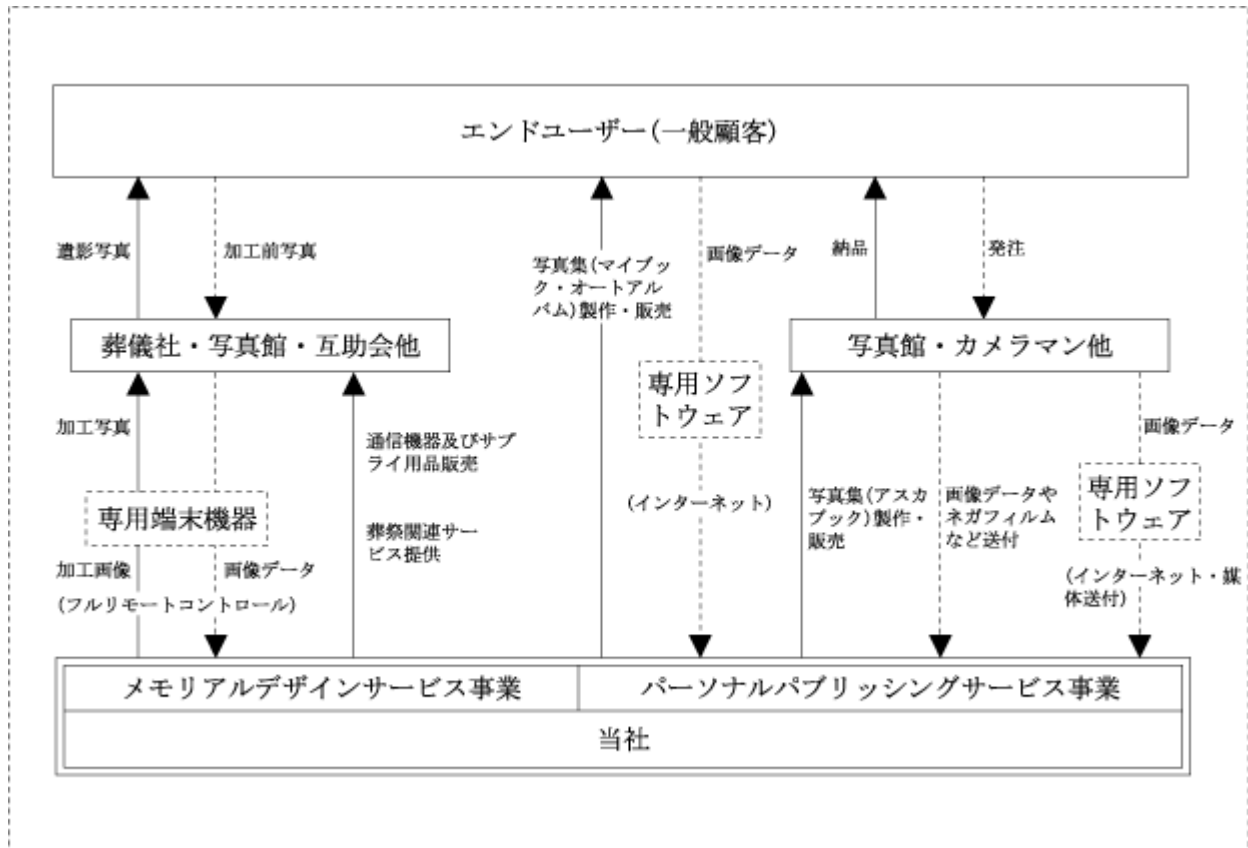 エンドユーザー(一般顧客)
遺影写真
加工前写真
写真集(マイブッ
ク・オートアル
バム)製作・販売
画像データ
納品
発注
葬儀社・写真館・互助会他
写真館・カメラマン他
加工写真
通信機器及びサプ
ライ用品販売
専用ソフ
トウェア
画像データ
専用端末機器
葬祭関連サー
ビス提供
(インターネット)
写真集(アスカ
ブック)製作・
販売
画像データや
ネガフィルム
など送付
専用ソフ
トウェア
加工画像
画像データ
(フルリモートコントロール)
(インターネット・媒
体送付)
メモリアルデザインサービス事業
パーソナルパブリッシングサービス事業
当社